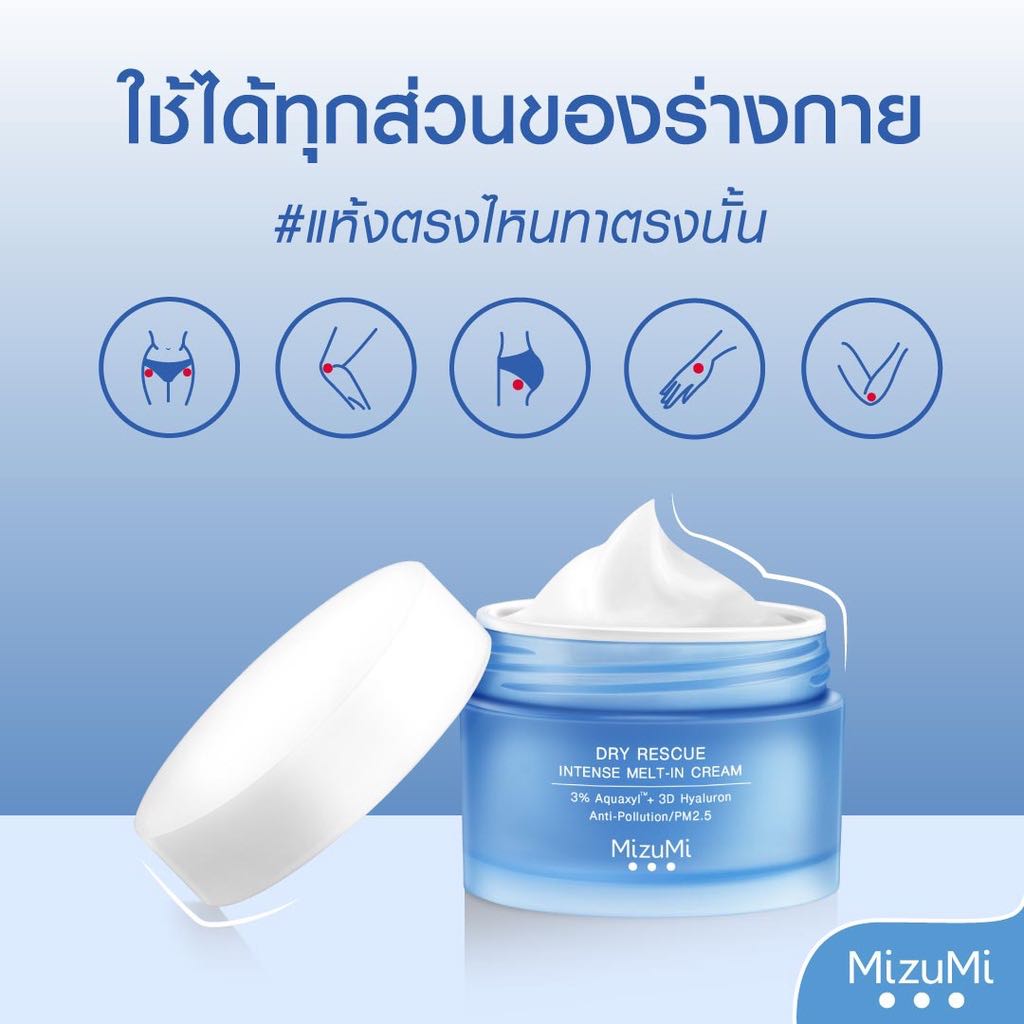 ใช้ได้ทุกส่วนของร่างกาย
#แห้งตรงไหนทาตรงนั้น
DRY RESCUE
INTENSE MELT-IN CREAM
3% Aquaxyl™+ 3D Hyaluron
Anti-Pollution/PM2.5
MizuMi
MizuMi